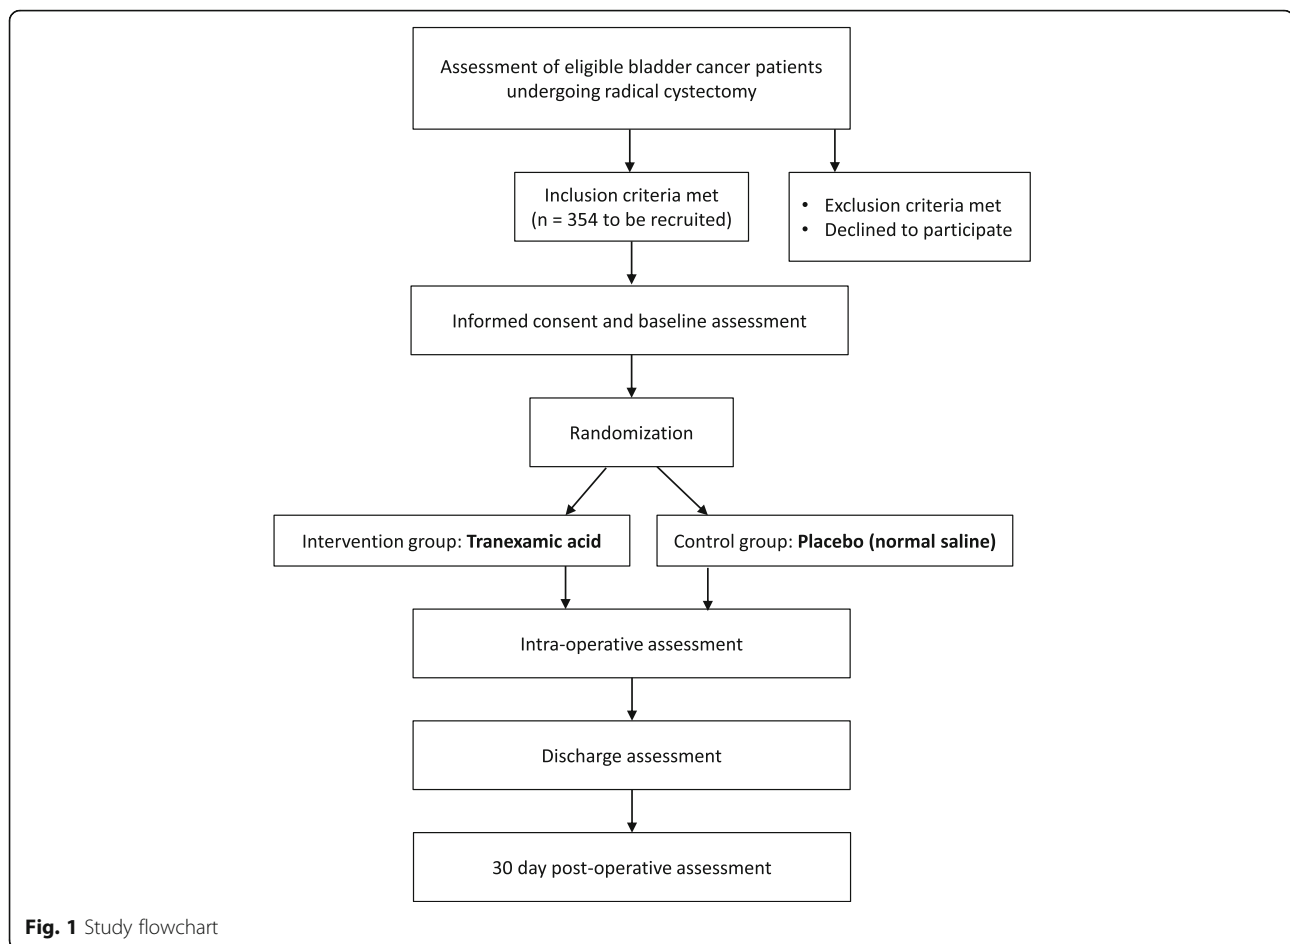 Assessment of eligible bladder cancer patients
undergoing radical cystectomy
Inclusion criteria met
(n = 354 to be recruited)
• Exclusion criteria met
• Declined to participate
Informed consent and baseline assessment
Randomization
Intervention group: Tranexamic acid
Control group: Placebo (normal saline)
Intra-operative assessment
Discharge assessment
30 day post-operative assessment
Fig. 1 Study flowchart